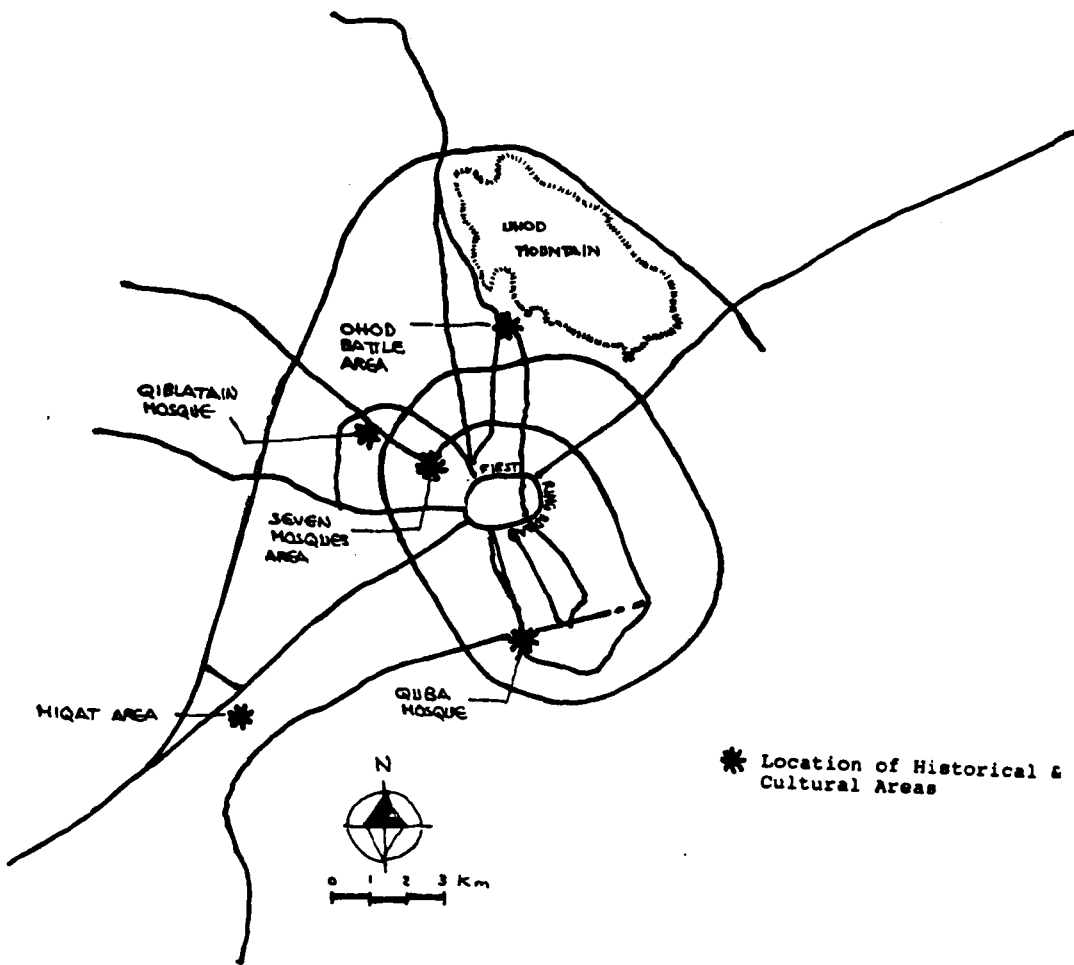 UHOD
MOUNTAIN
OHOD
BATTLE
AREA
QIBLATAIN
MOSQUE
FIRST
RING ROAD
SEVEN
MOSQUES
AREA
QUBA
MOSQUE
MIQAT AREA
Location of Historical &
Cultural Areas
N
0 1 2 3 Km